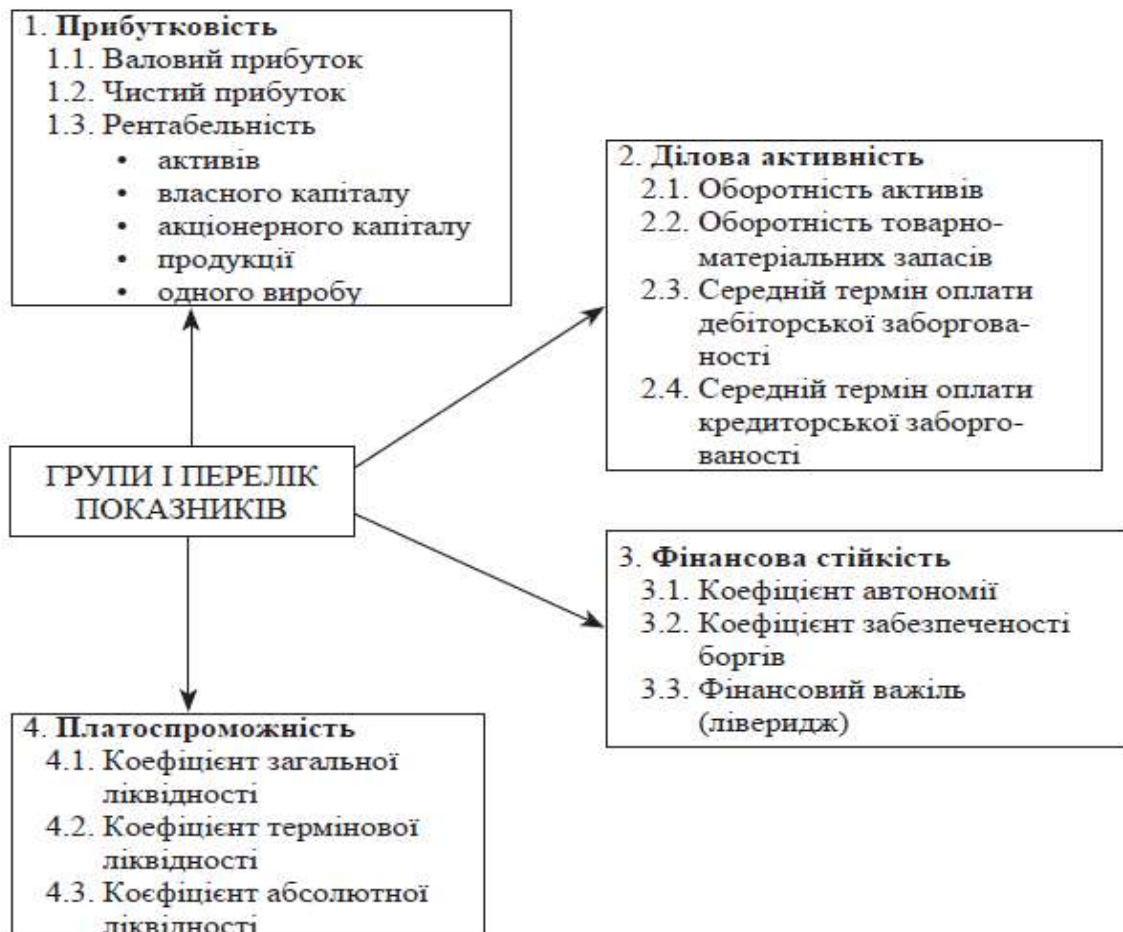 1. Прибутковість
1.1. Валовий прибуток
1.2. Чистий прибуток
1.3. Рентабельність
• активів
• власного капіталу
• акціонерного капіталу
• продукції
• одного виробу
2. Ділова активність
2.1. Оборотність активів
2.2. Оборотність товарно-
матеріальних запасів
2.3. Середній термін оплати
дебіторської заборгова-
ності
2.4. Середній термін оплати
кредиторської заборго-
ваності
ГРУПИ І ПЕРЕЛІК
ПОКАЗНИКІВ
3. Фінансова стійкість
3.1. Коефіцієнт автономії
3.2. Коефіцієнт забезпеченості
боргів
3.3. Фінансовий важіль
(ліверидж)
4. Платоспроможність
4.1. Коефіцієнт загальної
ліквідності
4.2. Коефіцієнт термінової
ліквідності
4.3. Коєфіцієнт абсолютної
ліквідності